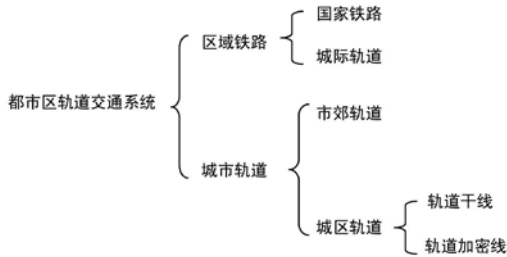 都市区轨道交通系统
区域铁路
国家铁路
城际轨道
城市轨道
市郊轨道
城区轨道
轨道干线
轨道加密线